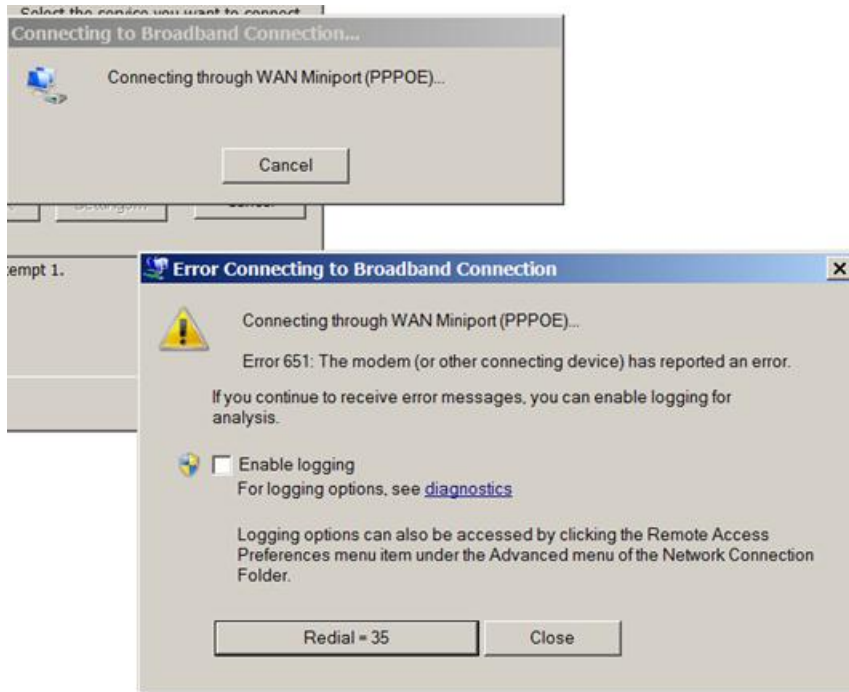 Select the service you want to connect
Connecting to Broadband Connection...
Connecting through WAN Miniport (PPPOE)...
Cancel
Settings...
Cancel
empt 1.
Error Connecting to Broadband Connection
Connecting through WAN Miniport (PPPOE)...
Error 651: The modem (or other connecting device) has reported an error.
If you continue to receive error messages, you can enable logging for
analysis.
Enable logging
For logging options, see diagnostics
Logging options can also be accessed by clicking the Remote Access
Preferences menu item under the Advanced menu of the Network Connection
Folder.
Redial = 35
Close